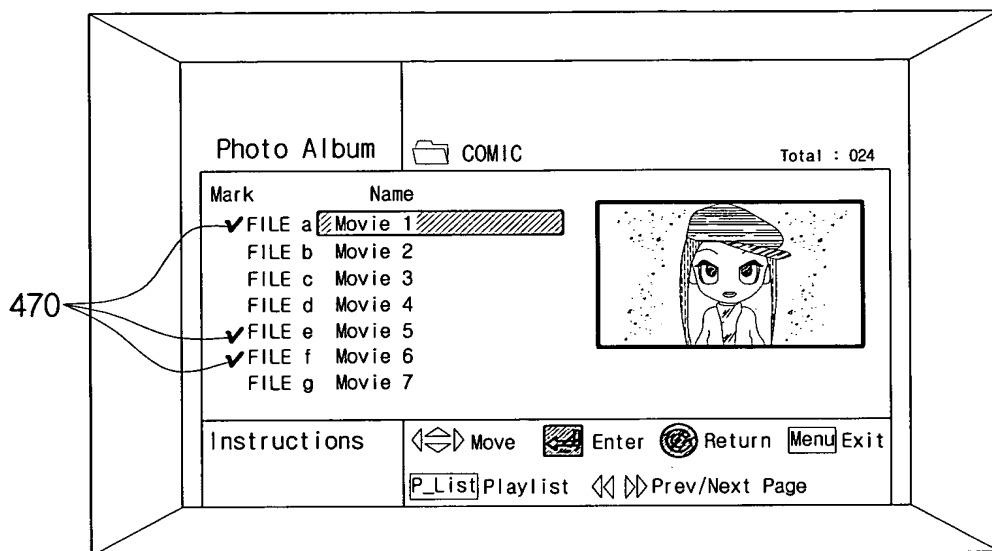 Photo Album
COMIC
Total : 024
Mark Name
✔FILE a Movie 1
FILE b Movie 2
FILE c Movie 3
FILE d Movie 4
✔FILE e Movie 5
✔FILE f Movie 6
FILE g Movie 7
470
Instructions
Move Enter Return Menu Exit
P_List Playlist Prev/Next Page